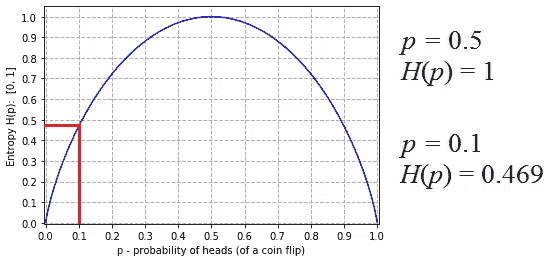 1.0
0.9
0.8
0.7
0.6
0.5
0.4
0.3
0.2
0.1
0.0
Entropy H(p): [0, 1]
0.0 0.1 0.2 0.3 0.4 0.5 0.6 0.7 0.8 0.9 1.0
p - probability of heads (of a coin flip)
p = 0.5
H(p) = 1
p = 0.1
H(p) = 0.469